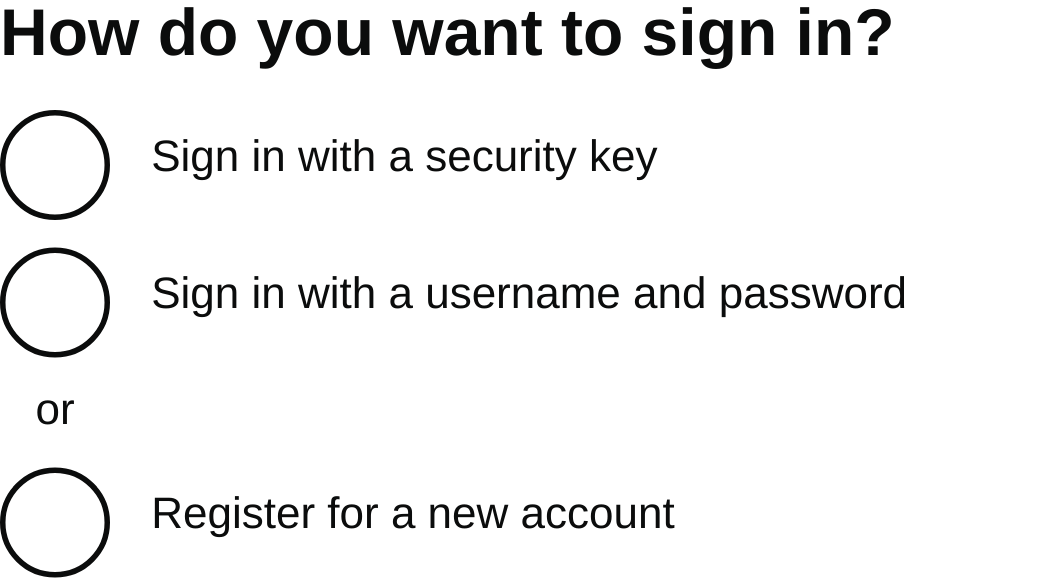 How do you want to sign in?
Sign in with a security key
Sign in with a username and password
or
Register for a new account